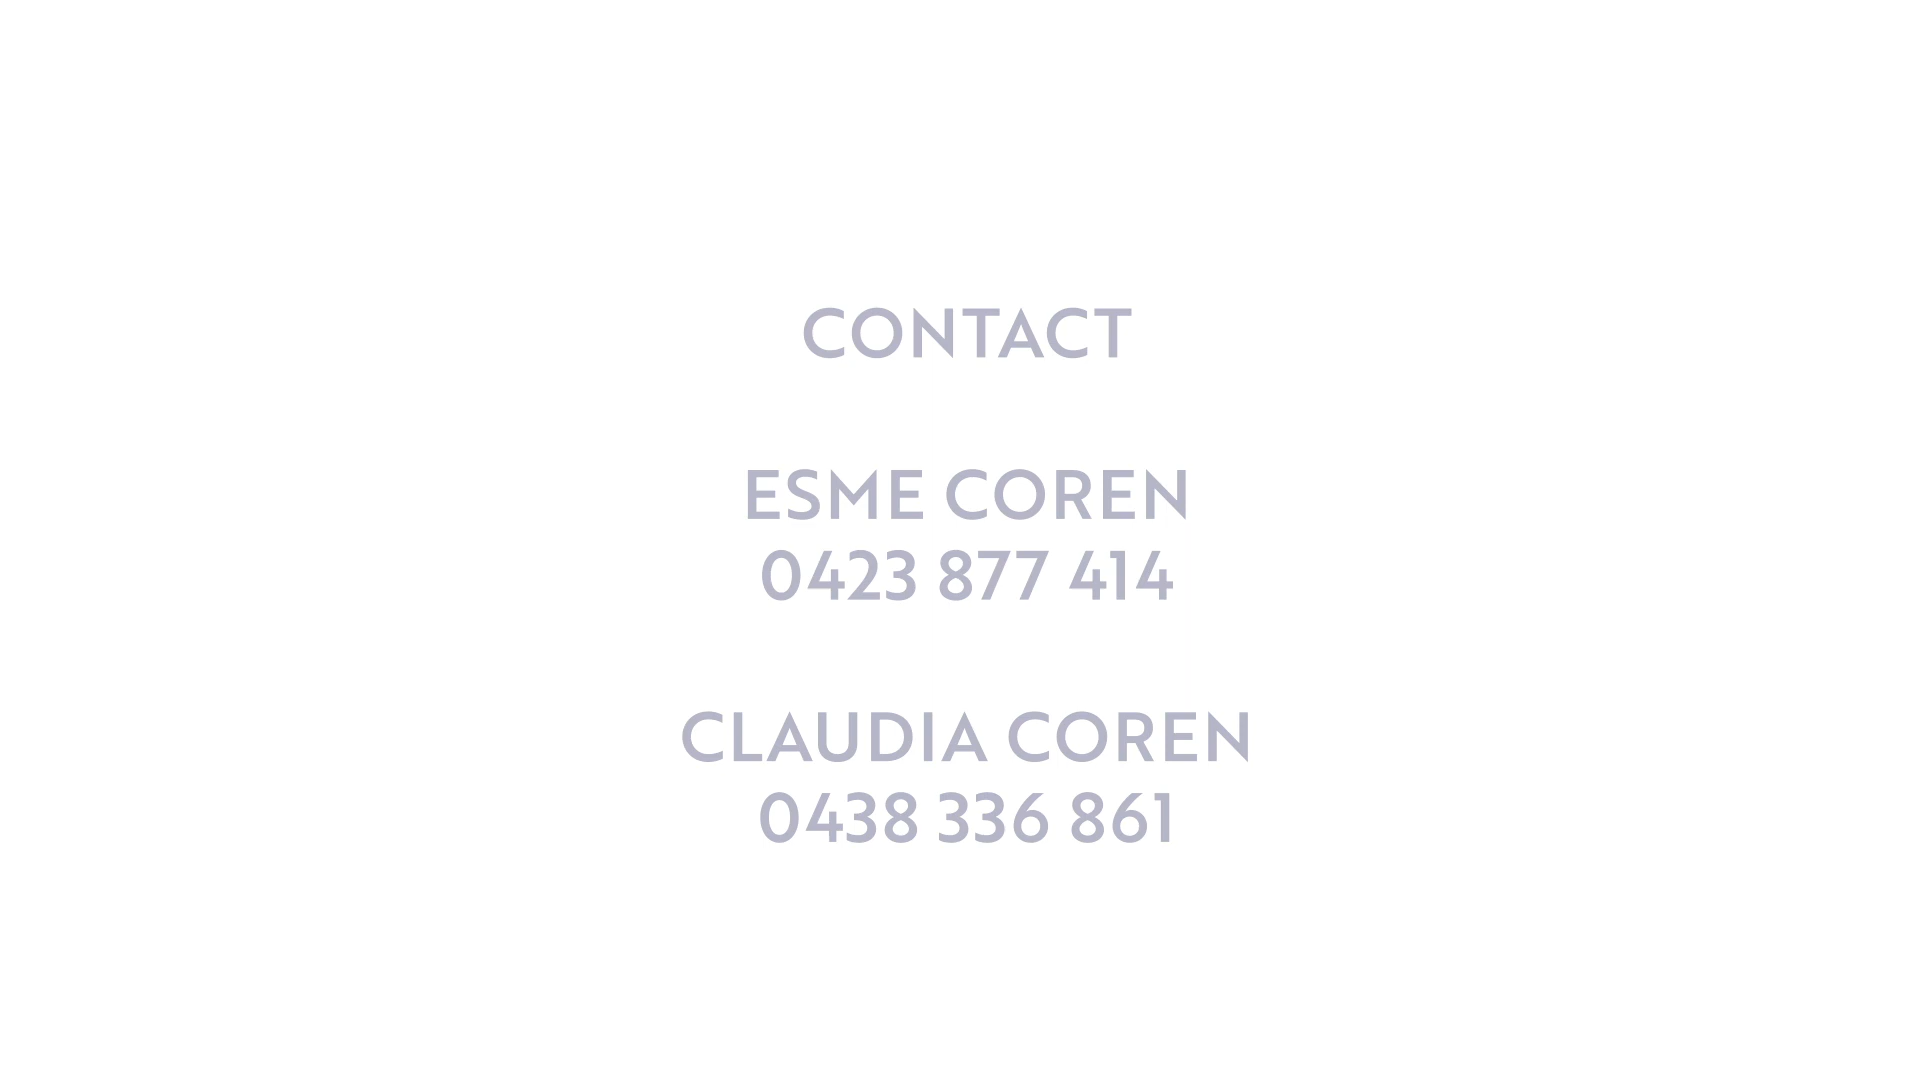 CONTACT
ESME COREN
0423 877 414
CLAUDIA COREN
0438 336 861